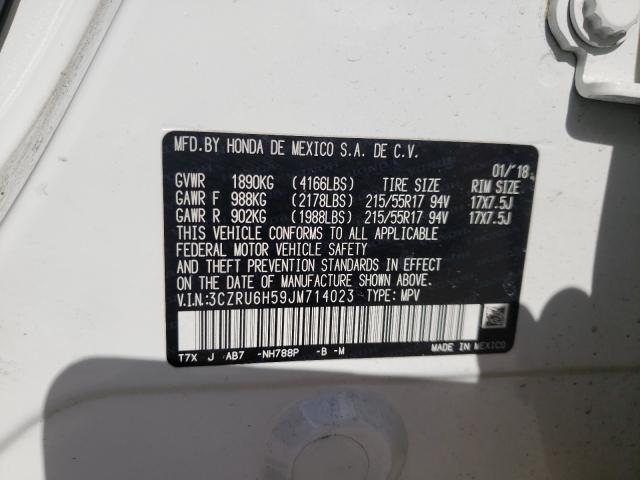 MFD.BY HONDA DE MEXICO S.A. DE C.V.
01/'18
GVWR 1890KG (4166LBS) TIRE SIZE RIM SIZE
GAWR F 988KG (2178LBS) 215/55R17 94V 17X7.5J
GAWR R 902KG (1988LBS) 215/55R17 94V 17X7.5J
THIS VEHICLE CONFORMS TO ALL APPLICABLE
FEDERAL MOTOR VEHICLE SAFETY
AND THEFT PREVENTION STANDARDS IN EFFECT
ON THE DATE OF MANUFACTURE SHOWN ABOVE.
V.I.N:3CZRU6H59JM714023 TYPE: MPV
T7X J AB7 -NH788P -B -M MADE IN MEXICO